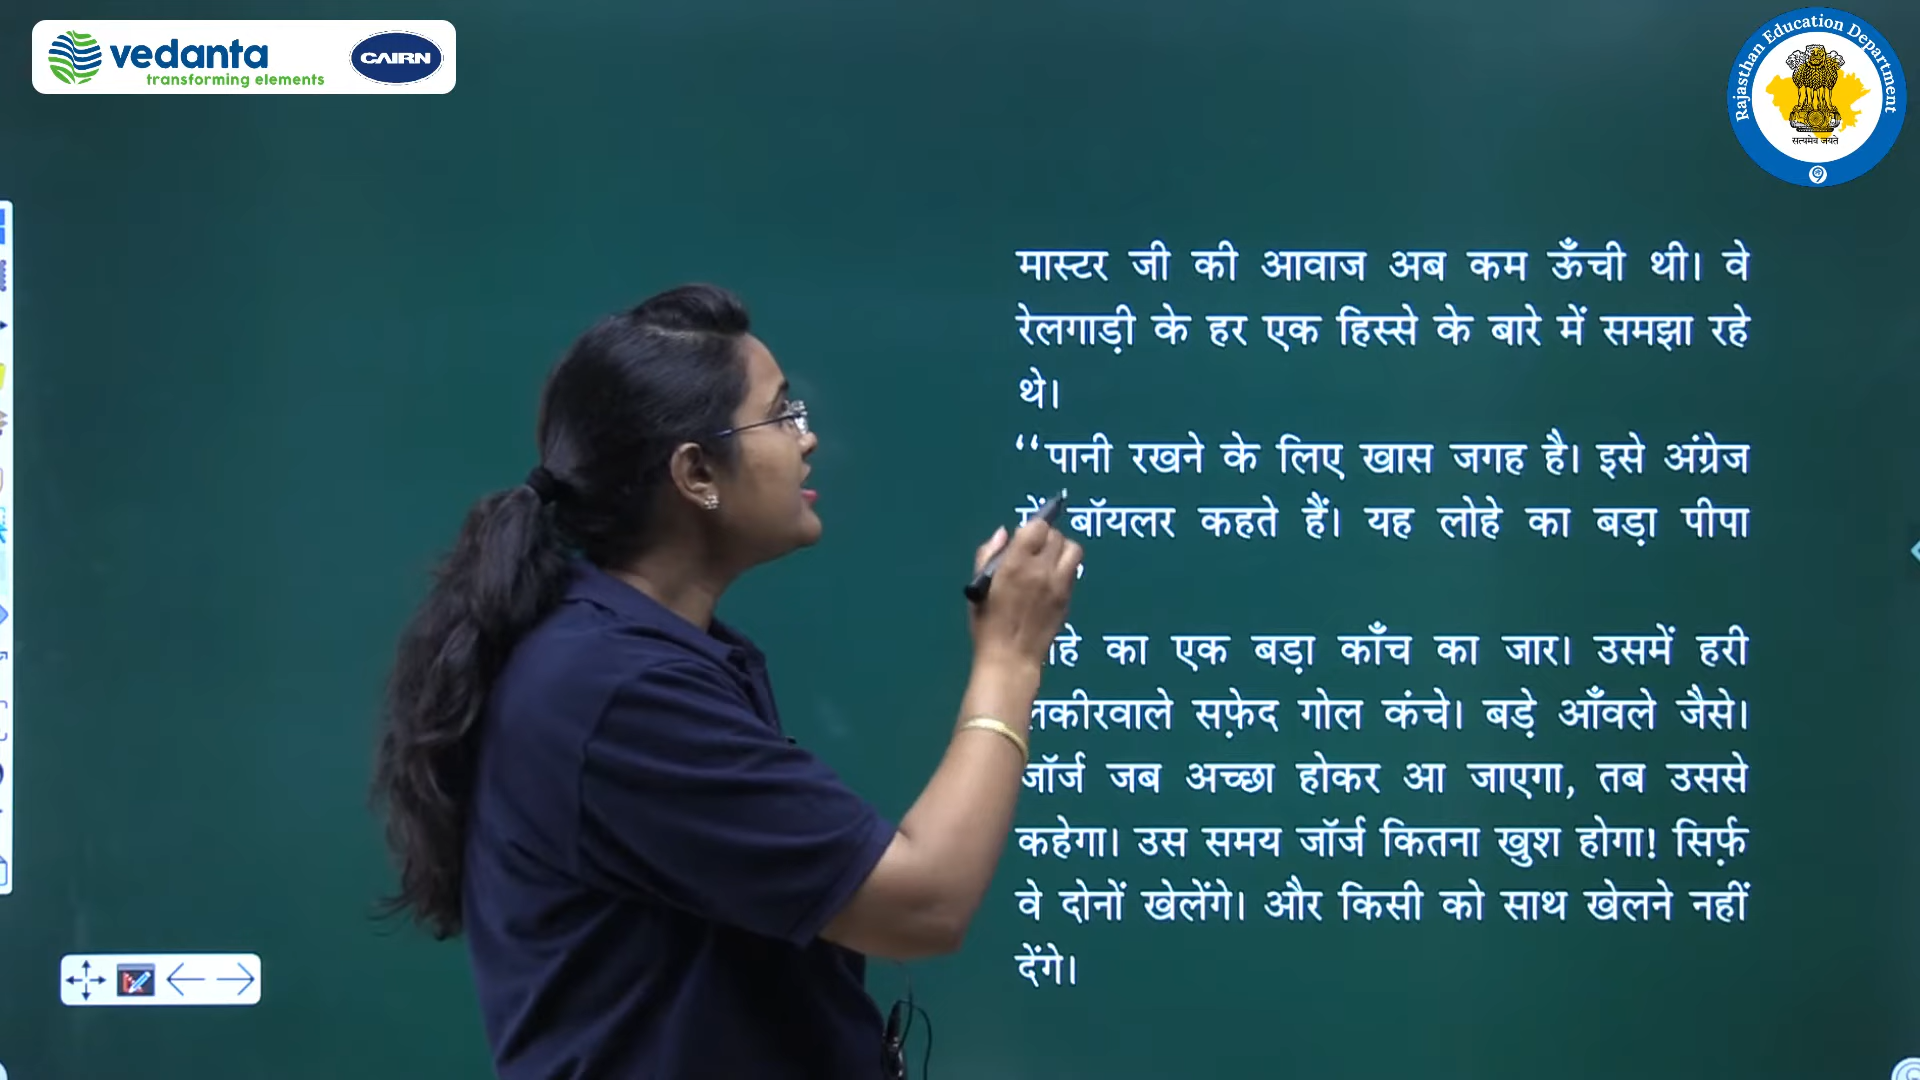 vedanta
transforming elements
CAIRN
Rajasthan Education Department
सत्यमेव जयते
मास्टर जी की आवाज अब कम ऊँची थी। वे
रेलगाड़ी के हर एक हिस्से के बारे में समझा रहे
थे।
“पानी रखने के लिए खास जगह है। इसे अंग्रेज
में बॉयलर कहते हैं। यह लोहे का बड़ा पीपा
’
का एक बड़ा काँच का जार। उसमें हरी
लकीरवाले सफ़ेद गोल कंचे। बड़े आँवले जैसे।
जॉर्ज जब अच्छा होकर आ जाएगा, तब उससे
कहेगा। उस समय जॉर्ज कितना खुश होगा! सिर्फ़
वे दोनों खेलेंगे। और किसी को साथ खेलने नहीं
देंगे।